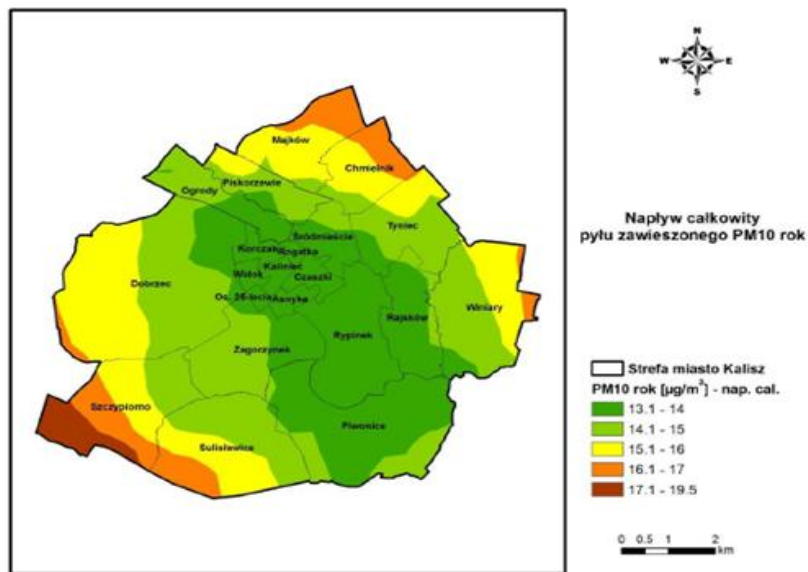 N
W E
S
Napływ całkowity
pyłu zawieszonego PM10 rok
Majków
Chmielnik
Piskorzewie
Ogrody
Tyniec
Śródmieście
Korczak
Rogatka
Kaliniec
Widok
Czaszki
Dobrzec
Os. 25-lecia
Asnyka
Winiary
Rajsków
Rypinek
Zagorzynek
Szczypiorno
Piwonice
Sulisławice
Strefa miasto Kalisz
PM10 rok [µg/m³] - nap. cal.
13.1 - 14
14.1 - 15
15.1 - 16
16.1 - 17
17.1 - 19.5
0 0.5 1 2
km